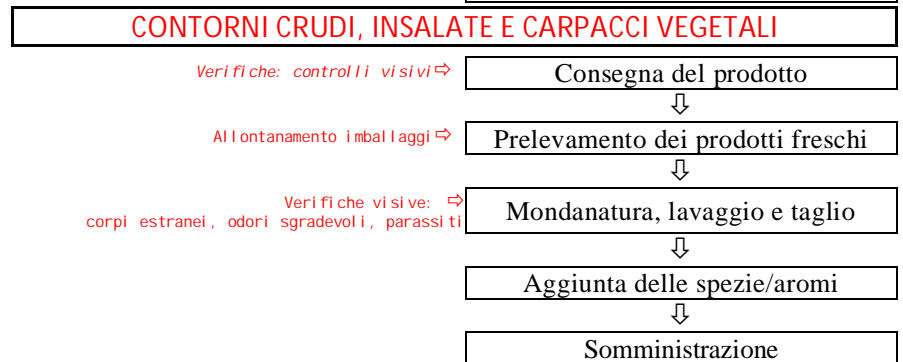 CONTORNI CRUDI, INSALATE E CARPACCI VEGETALI
Verifiche: controlli visivi⇨
Consegna del prodotto
⇩
Allontanamento imballaggi⇨
Prelevamento dei prodotti freschi
⇩
Verifiche visive: ⇨
corpi estranei, odori sgradevoli, parassiti
Mondanatura, lavaggio e taglio
⇩
Aggiunta delle spezie/aromi
⇩
Somministrazione